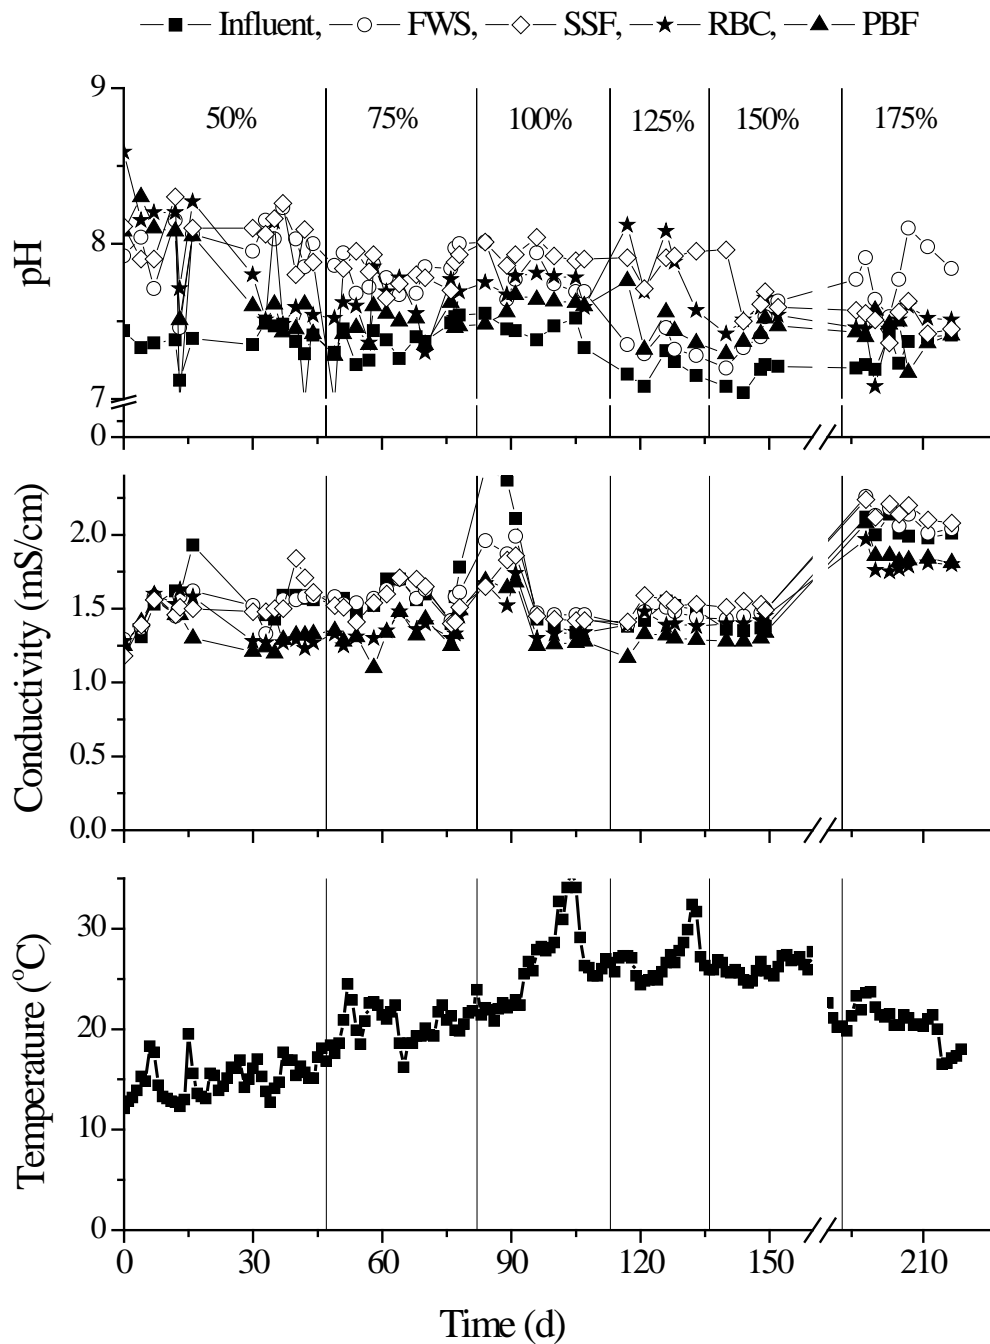 Influent, FWS, SSF, RBC, PBF
9
50% 75% 100% 125% 150% 175%
8
pH
7
0
2.0
1.5
1.0
0.5
0.0
Conductivity (mS/cm)
30
20
10
0
Temperature (°C)
0 30 60 90 120 150 210
Time (d)